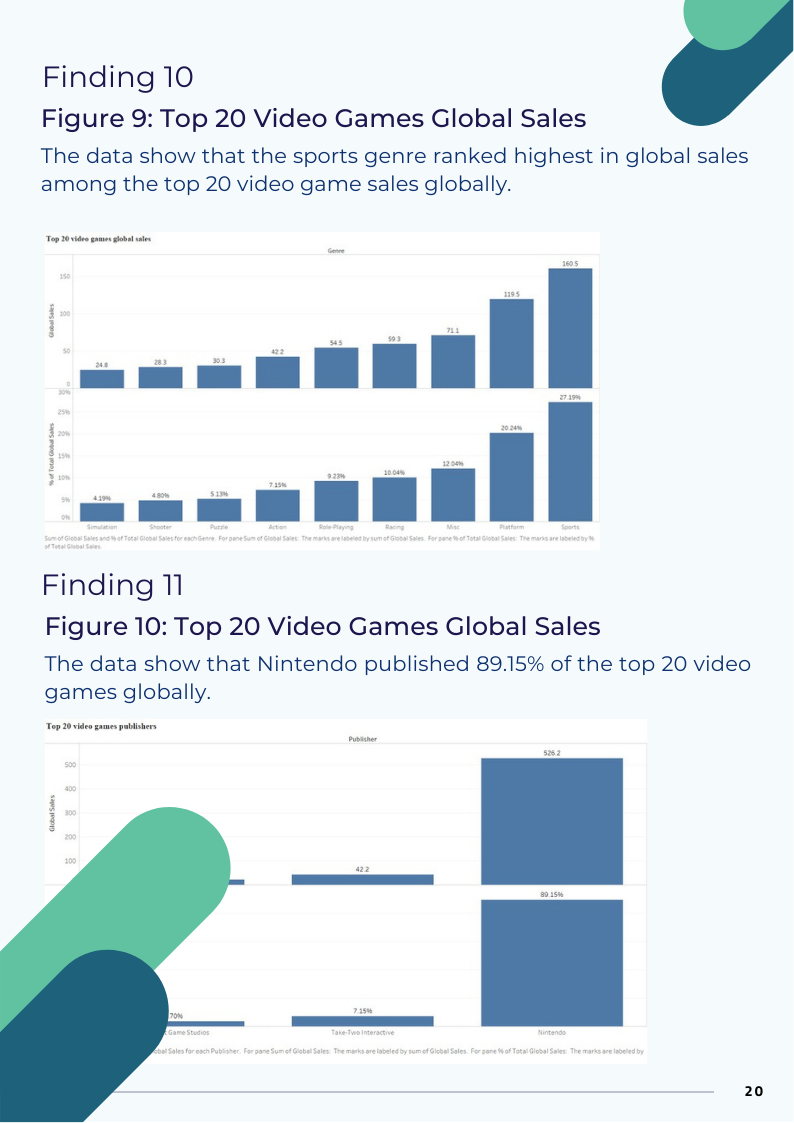 Finding 10
Figure 9: Top 20 Video Games Global Sales
The data show that the sports genre ranked highest in global sales
among the top 20 video game sales globally.
Top 20 video games global sales
Genre
160.5
150
119.5
Global Sales
100
71.1
59.3
54.5
50
42.2
30.3
28.3
24.8
0
30%
27.19%
25%
20.24%
20%
% of Total Global Sales
15%
12.04%
10.04%
10%
9.23%
7.15%
5.13%
4.80%
4.19%
5%
0%
Simulation Shooter Puzzle Action Role-Playing Racing Misc Platform Sports
Sum of Global Sales and % of Total Global Sales for each Genre. For pane Sum of Global Sales: The marks are labeled by sum of Global Sales. For pane % of Total Global Sales: The marks are labeled by %
of Total Global Sales.
Finding 11
Figure 10: Top 20 Video Games Global Sales
The data show that Nintendo published 89.15% of the top 20 video
games globally.
Top 20 video games publishers
Publisher
526.2
500
400
Global Sales
300
200
100
42.2
89.15%
7.15%
70%
Game Studios Take-Two Interactive Nintendo
Sales for each Publisher. For pane Sum of Global Sales: The marks are labeled by sum of Global Sales. For pane % of Total Global Sales: The marks are labeled by
20